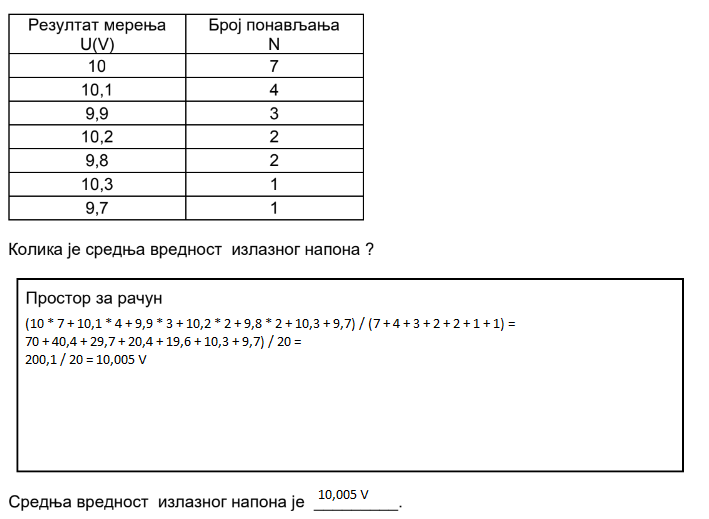 Резултат мерења Број понављања
U(V) N
10 7
10,1 4
9,9 3
10,2 2
9,8 2
10,3 1
9,7 1
Колика је средња вредност излазног напона ?
Простор за рачун
(10 * 7 + 10,1 * 4 + 9,9 * 3 + 10,2 * 2 + 9,8 * 2 + 10,3 + 9,7) / (7 + 4 + 3 + 2 + 2 + 1 + 1) =
70 + 40,4 + 29,7 + 20,4 + 19,6 + 10,3 + 9,7) / 20 =
200,1 / 20 = 10,005 V
Средња вредност излазног напона је 10,005 V.